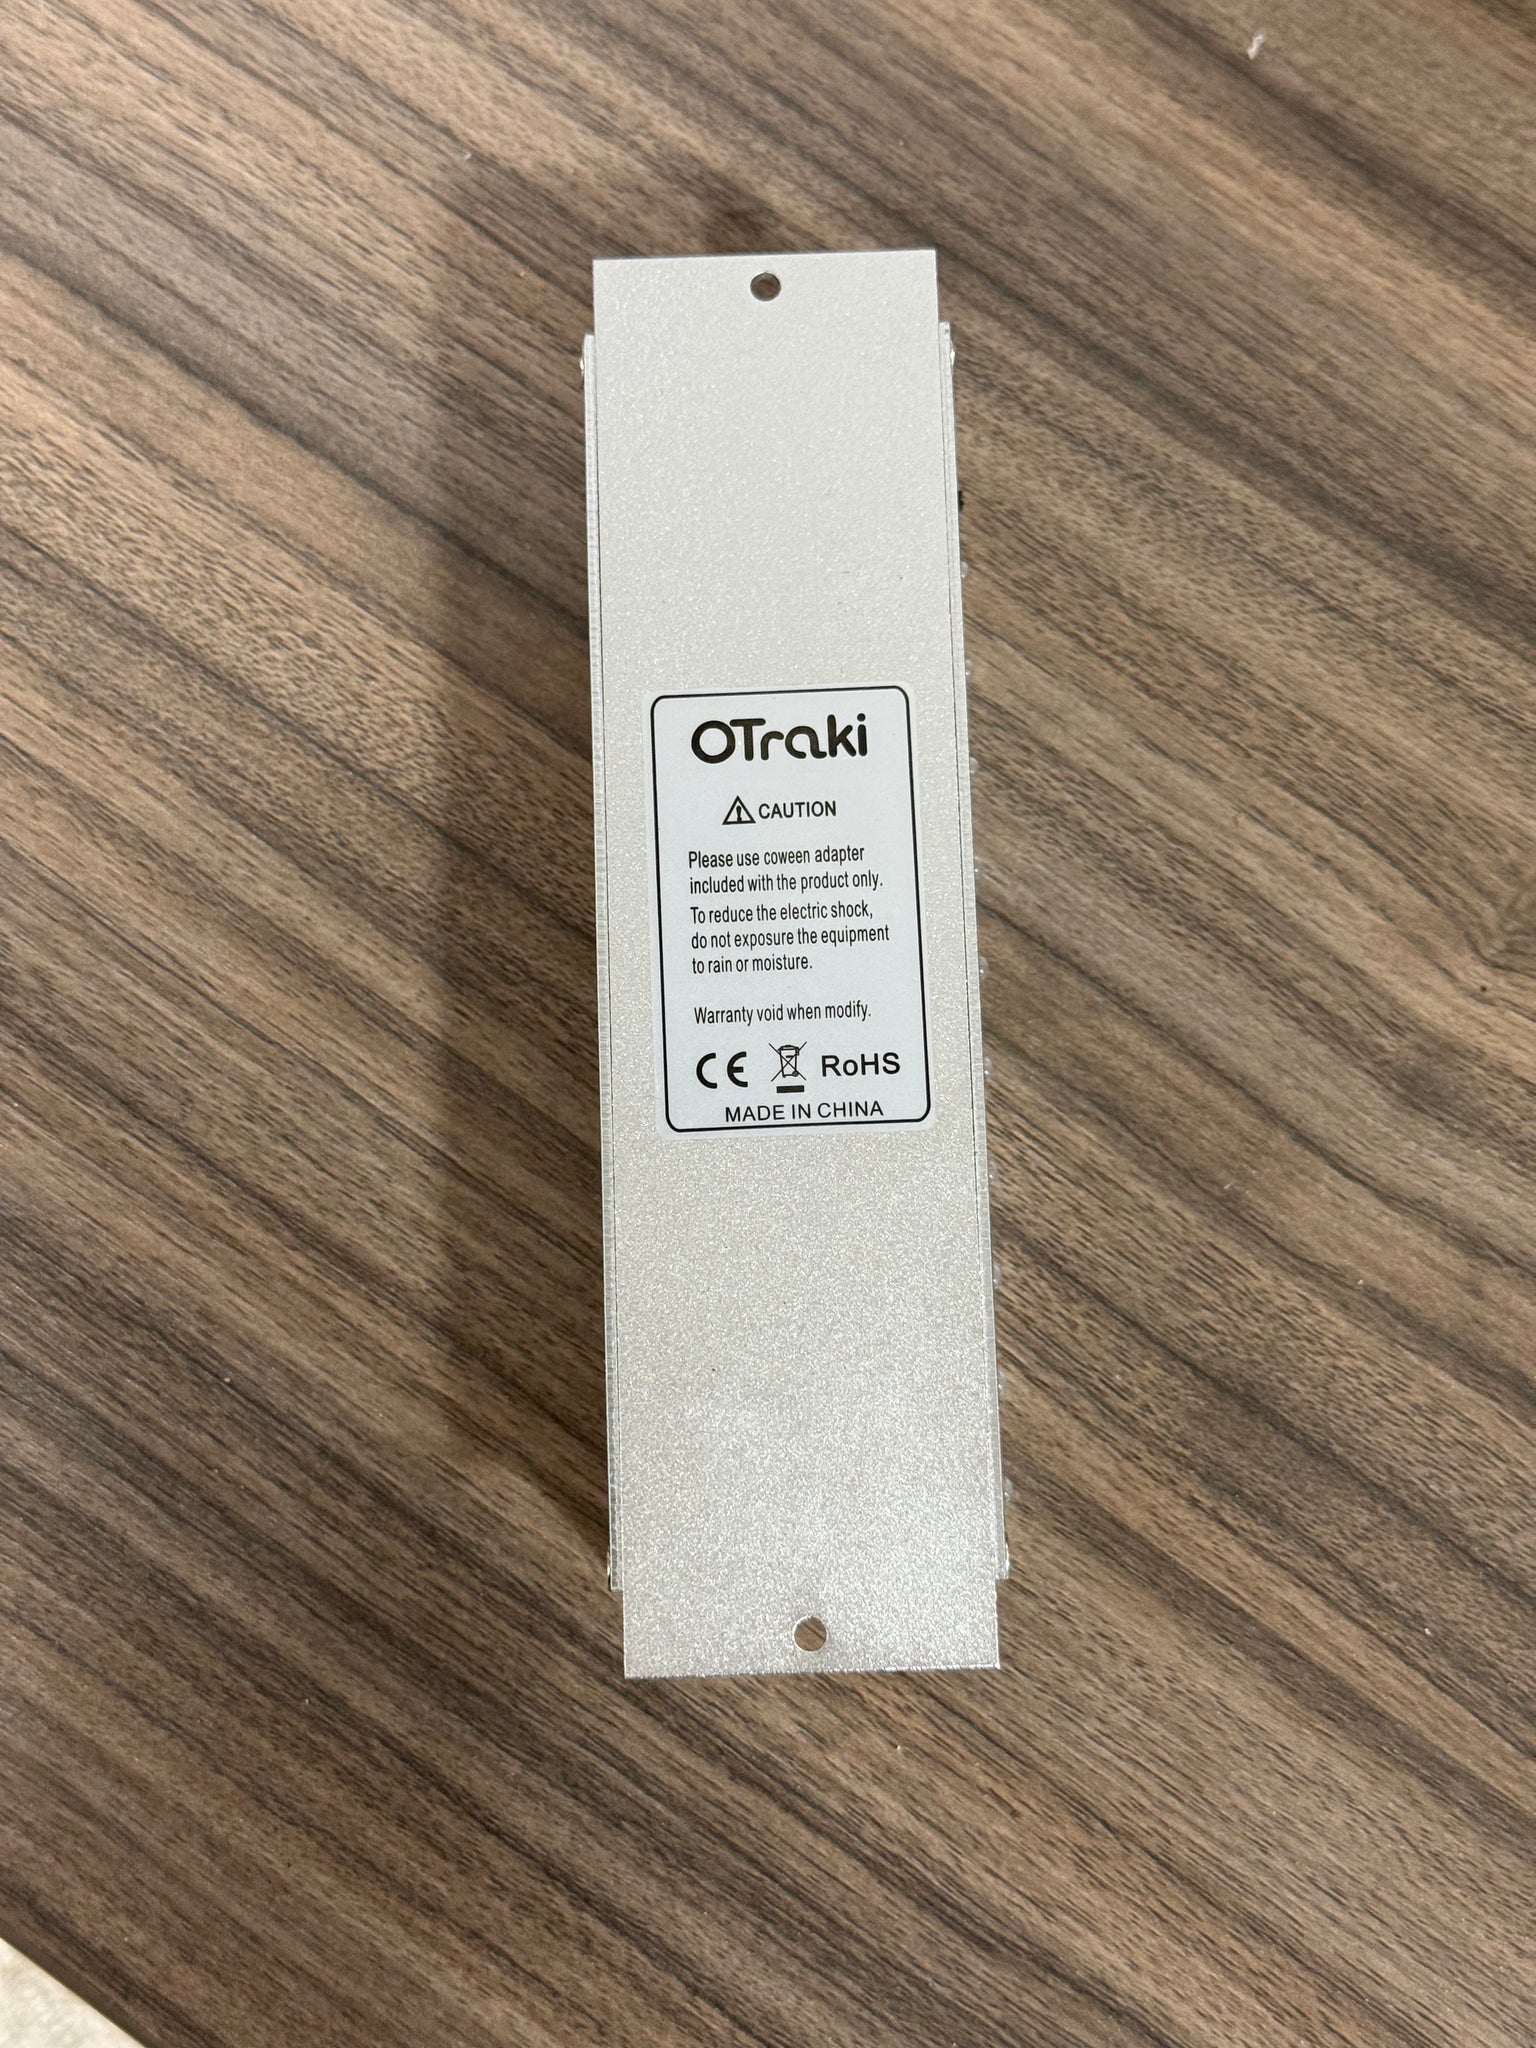 OTraki
CAUTION
Please use coween adapter
included with the product only.
To reduce the electric shock,
do not exposure the equipment
to rain or moisture.
Warranty void when modify.
CE RoHS
MADE IN CHINA